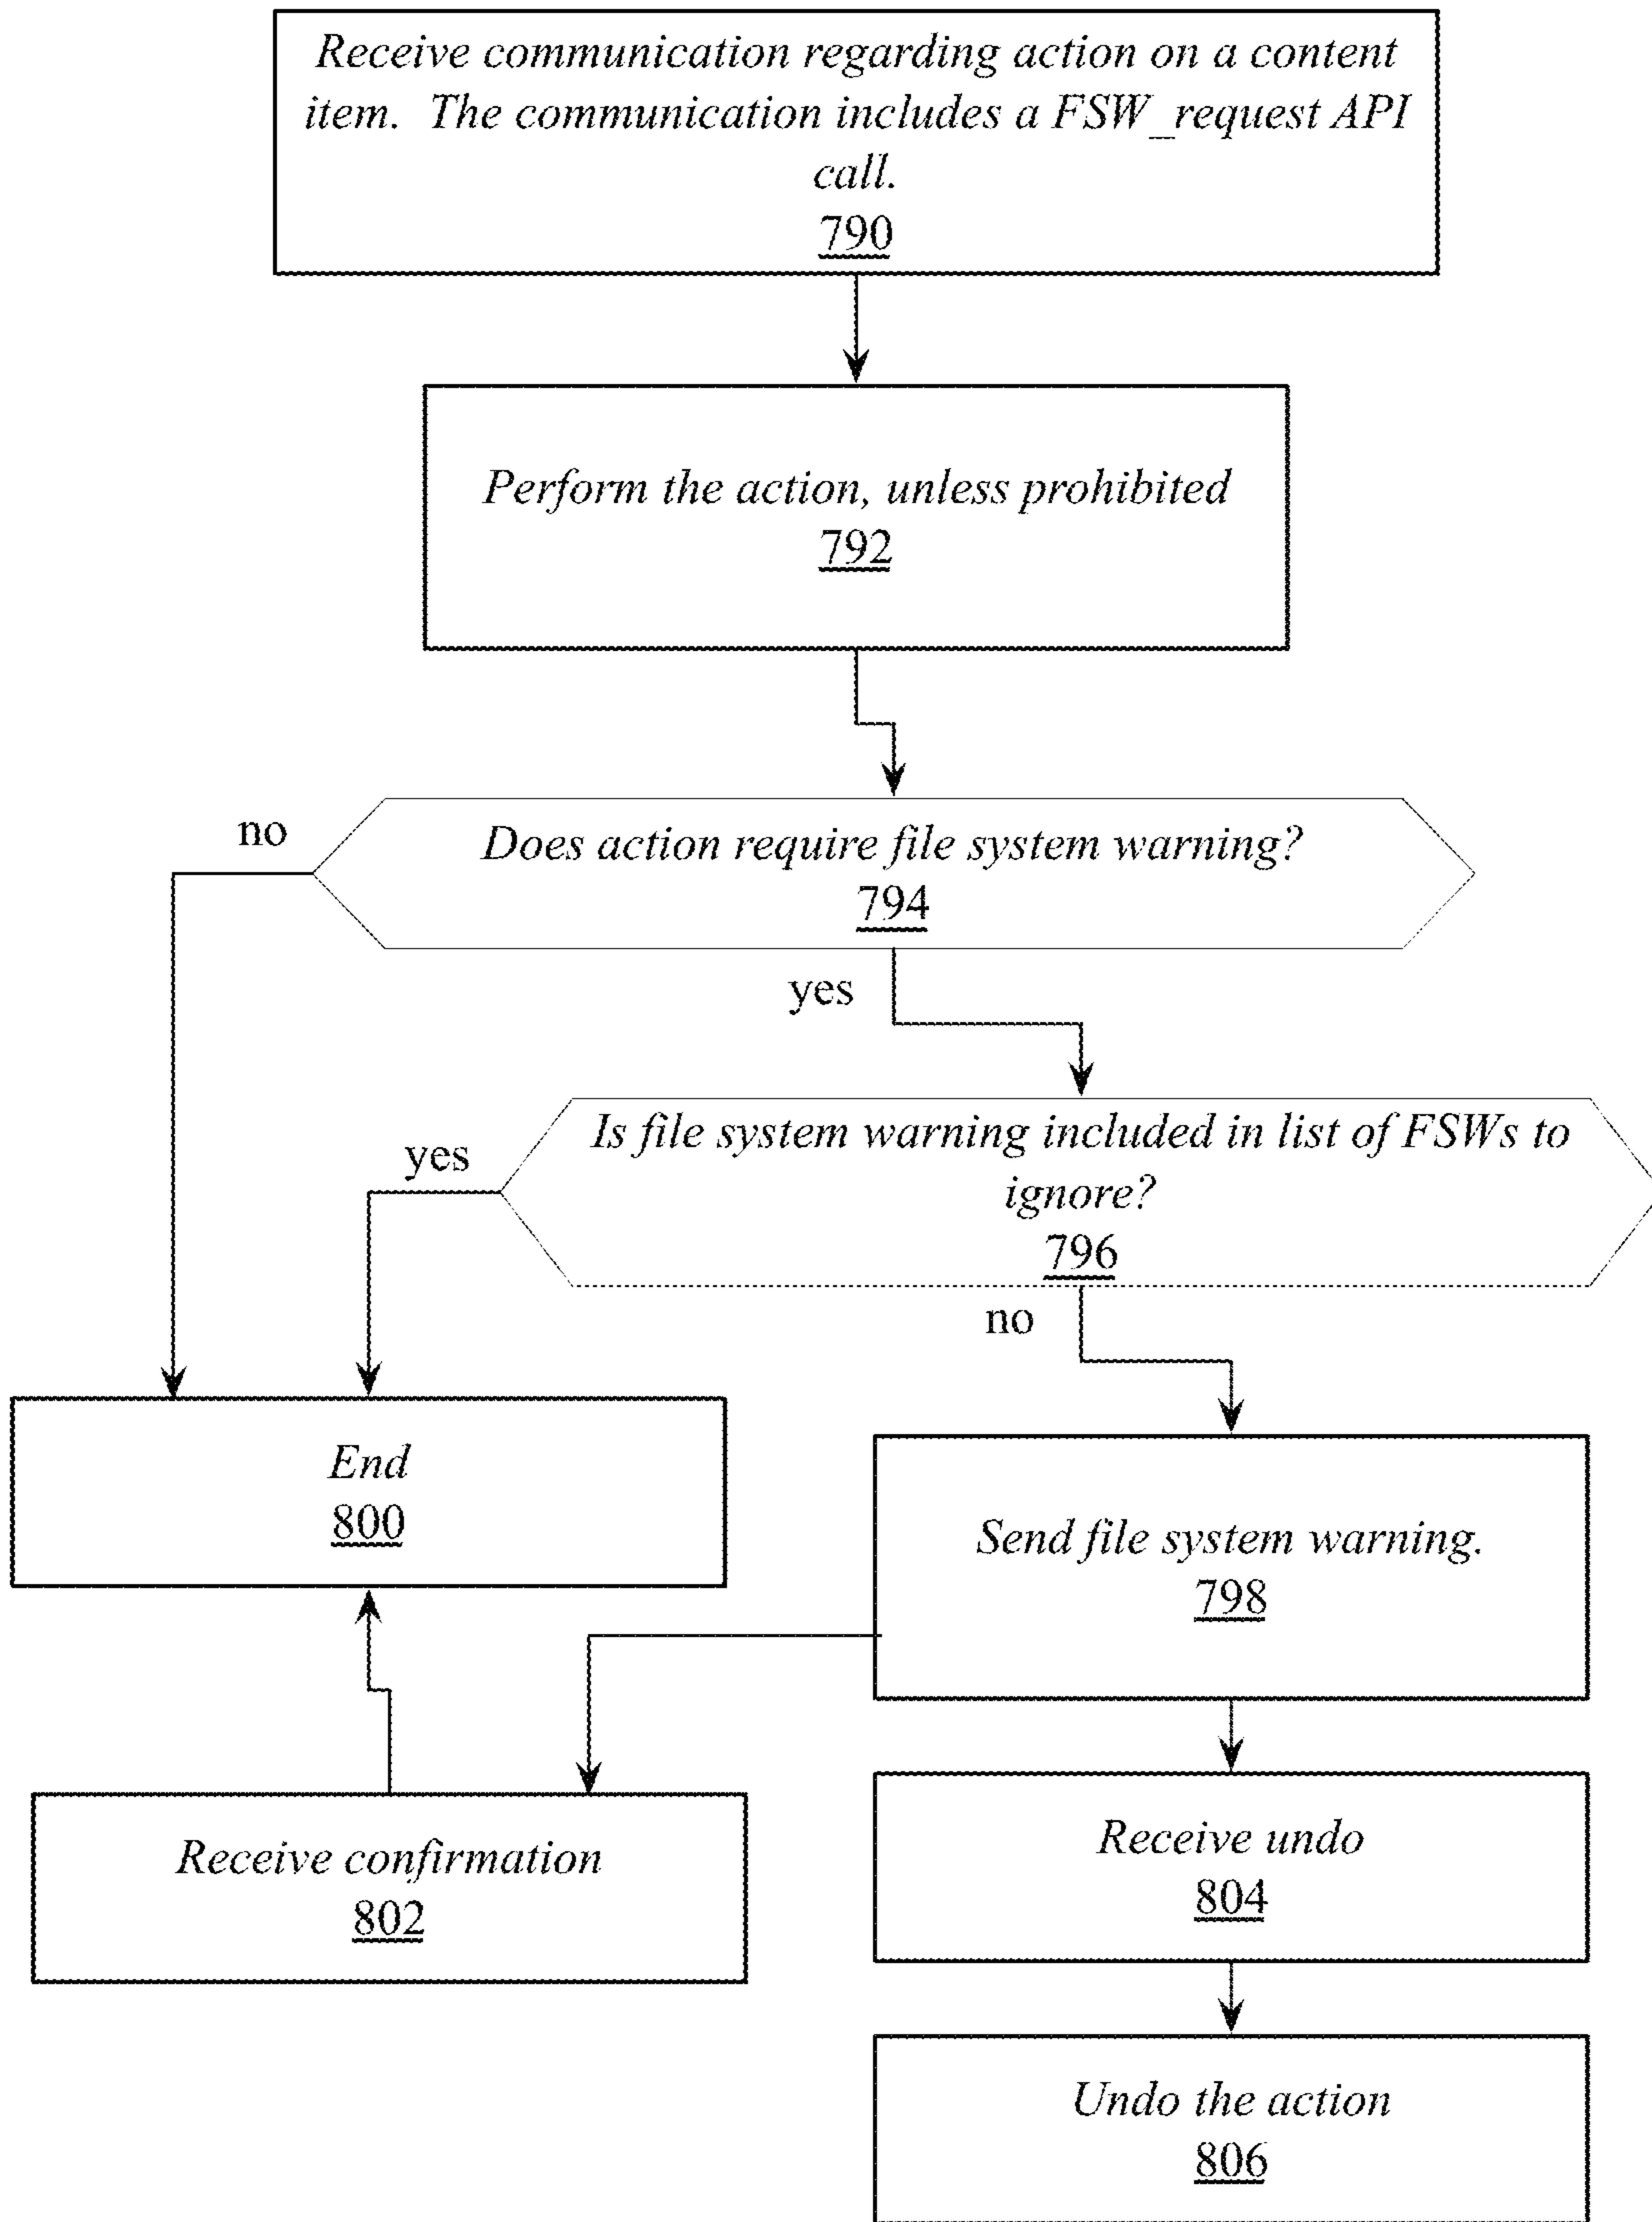 Receive communication regarding action on a content
item.  The communication includes a FSW_request API
call.
790
Perform the action, unless prohibited
792
no
Does action require file system warning?
794
yes
yes
Is file system warning included in list of FSWs to
ignore?
796
no
End
800
Send file system warning.
798
Receive confirmation
802
Receive undo
804
Undo the action
806